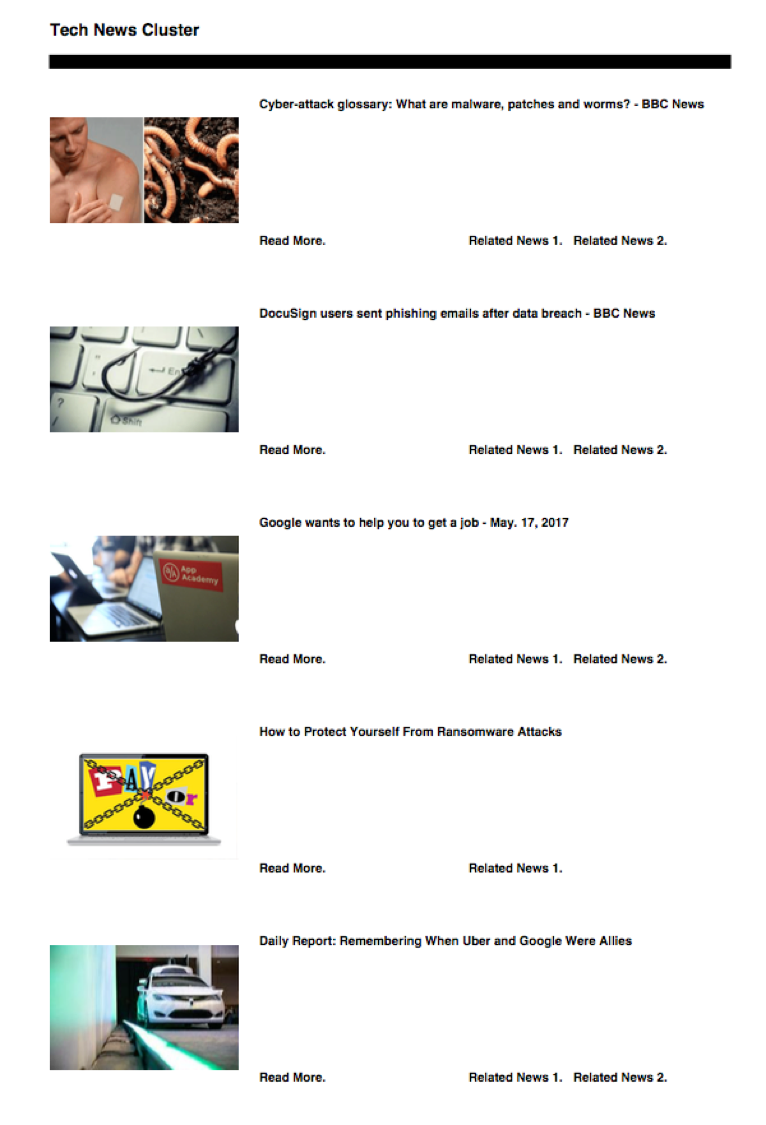 Tech News Cluster
Cyber-attack glossary: What are malware, patches and worms? - BBC News
Read More. Related News 1. Related News 2.
DocuSign users sent phishing emails after data breach - BBC News
Enter
?
Shift
Read More. Related News 1. Related News 2.
Google wants to help you to get a job - May. 17, 2017
App
Academy
Read More. Related News 1. Related News 2.
How to Protect Yourself From Ransomware Attacks
PAY
or
Read More. Related News 1.
Daily Report: Remembering When Uber and Google Were Allies
Read More. Related News 1. Related News 2.